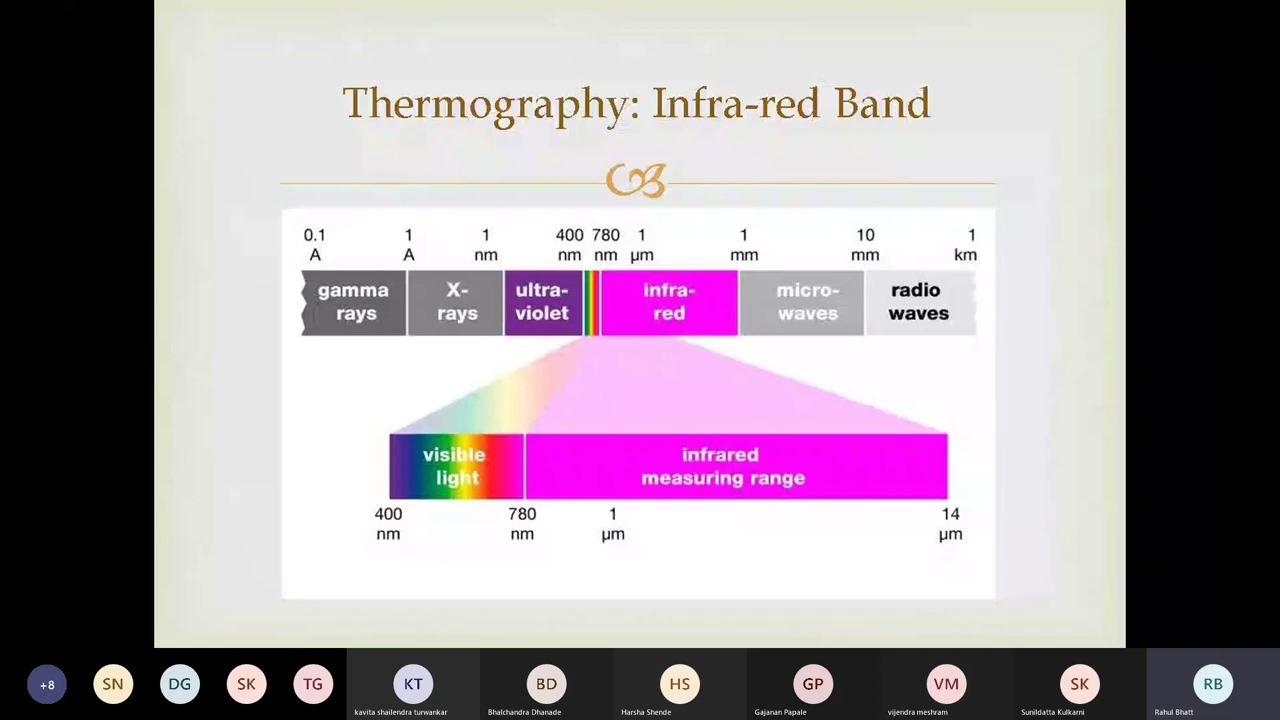 Thermography: Infra-red Band
0.1 1 1 400 780 1 1 10 1
A A nm nm nm µm mm mm km
gamma X- ultra- infra- micro- radio
rays rays violet red waves waves
visible infrared
light measuring range
400 780 1 14
nm nm µm µm
+8 SN DG SK TG KT BD HS GP VM SK RB
kavita shailendra turwankar Bhalchandra Dhanade Harsha Shende Gajanan Papale vijendra meshram Sunildatta Kulkarni Rahul Bhatt